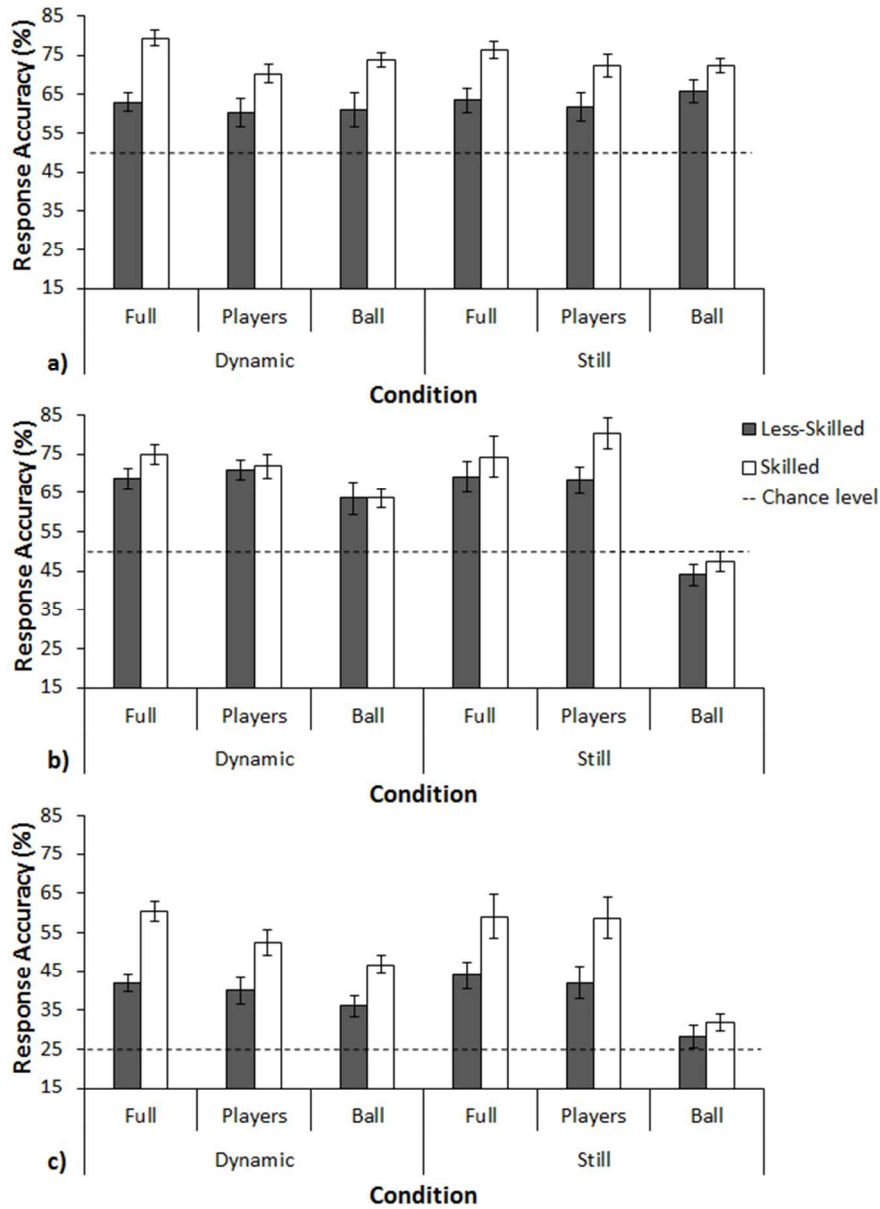 Response Accuracy (%)
85
75
65
55
45
35
25
15
Full Players Ball Full Players Ball
Dynamic Still
a)
Condition
Response Accuracy (%)
85
75
65
55
45
35
25
15
Less-Skilled
Skilled
-- Chance level
Full Players Ball Full Players Ball
Dynamic Still
b)
Condition
Response Accuracy (%)
85
75
65
55
45
35
25
15
Full Players Ball Full Players Ball
Dynamic Still
c)
Condition